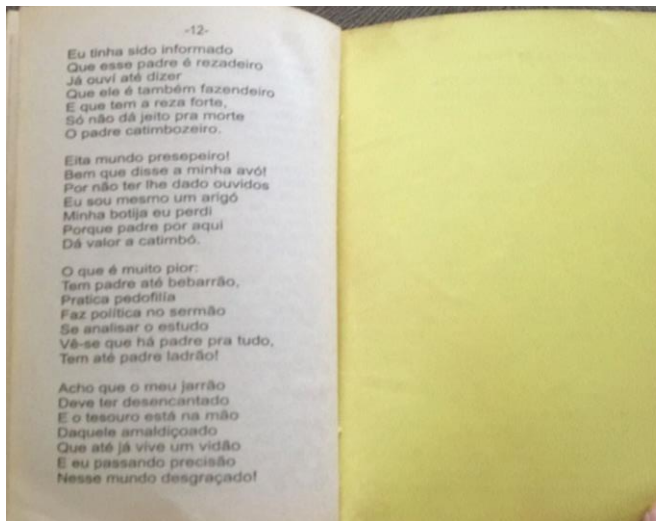 -12-
Eu tinha sido informado
Que esse padre é rezadeiro
Já ouvi até dizer
Que ele é também fazendeiro
E que tem a reza forte,
Só não dá jeito pra morte
O padre catimbozeiro.
Eita mundo presepeiro!
Bem que disse a minha avó!
Por não ter lhe dado ouvidos
Eu sou mesmo um arigó
Minha botija eu perdi
Porque padre por aqui
Dá valor a catimbó.
O que é muito pior:
Tem padre até bebarrão,
Pratica pedofilia
Faz política no sermão
Se analisar o estudo
Vê-se que há padre pra tudo,
Tem até padre ladrão!
Acho que o meu jarrão
Deve ter desencantado
E o tesouro está na mão
Daquele amaldiçoado
Que até já vive um vidão
E eu passando precisão
Nesse mundo desgraçado!